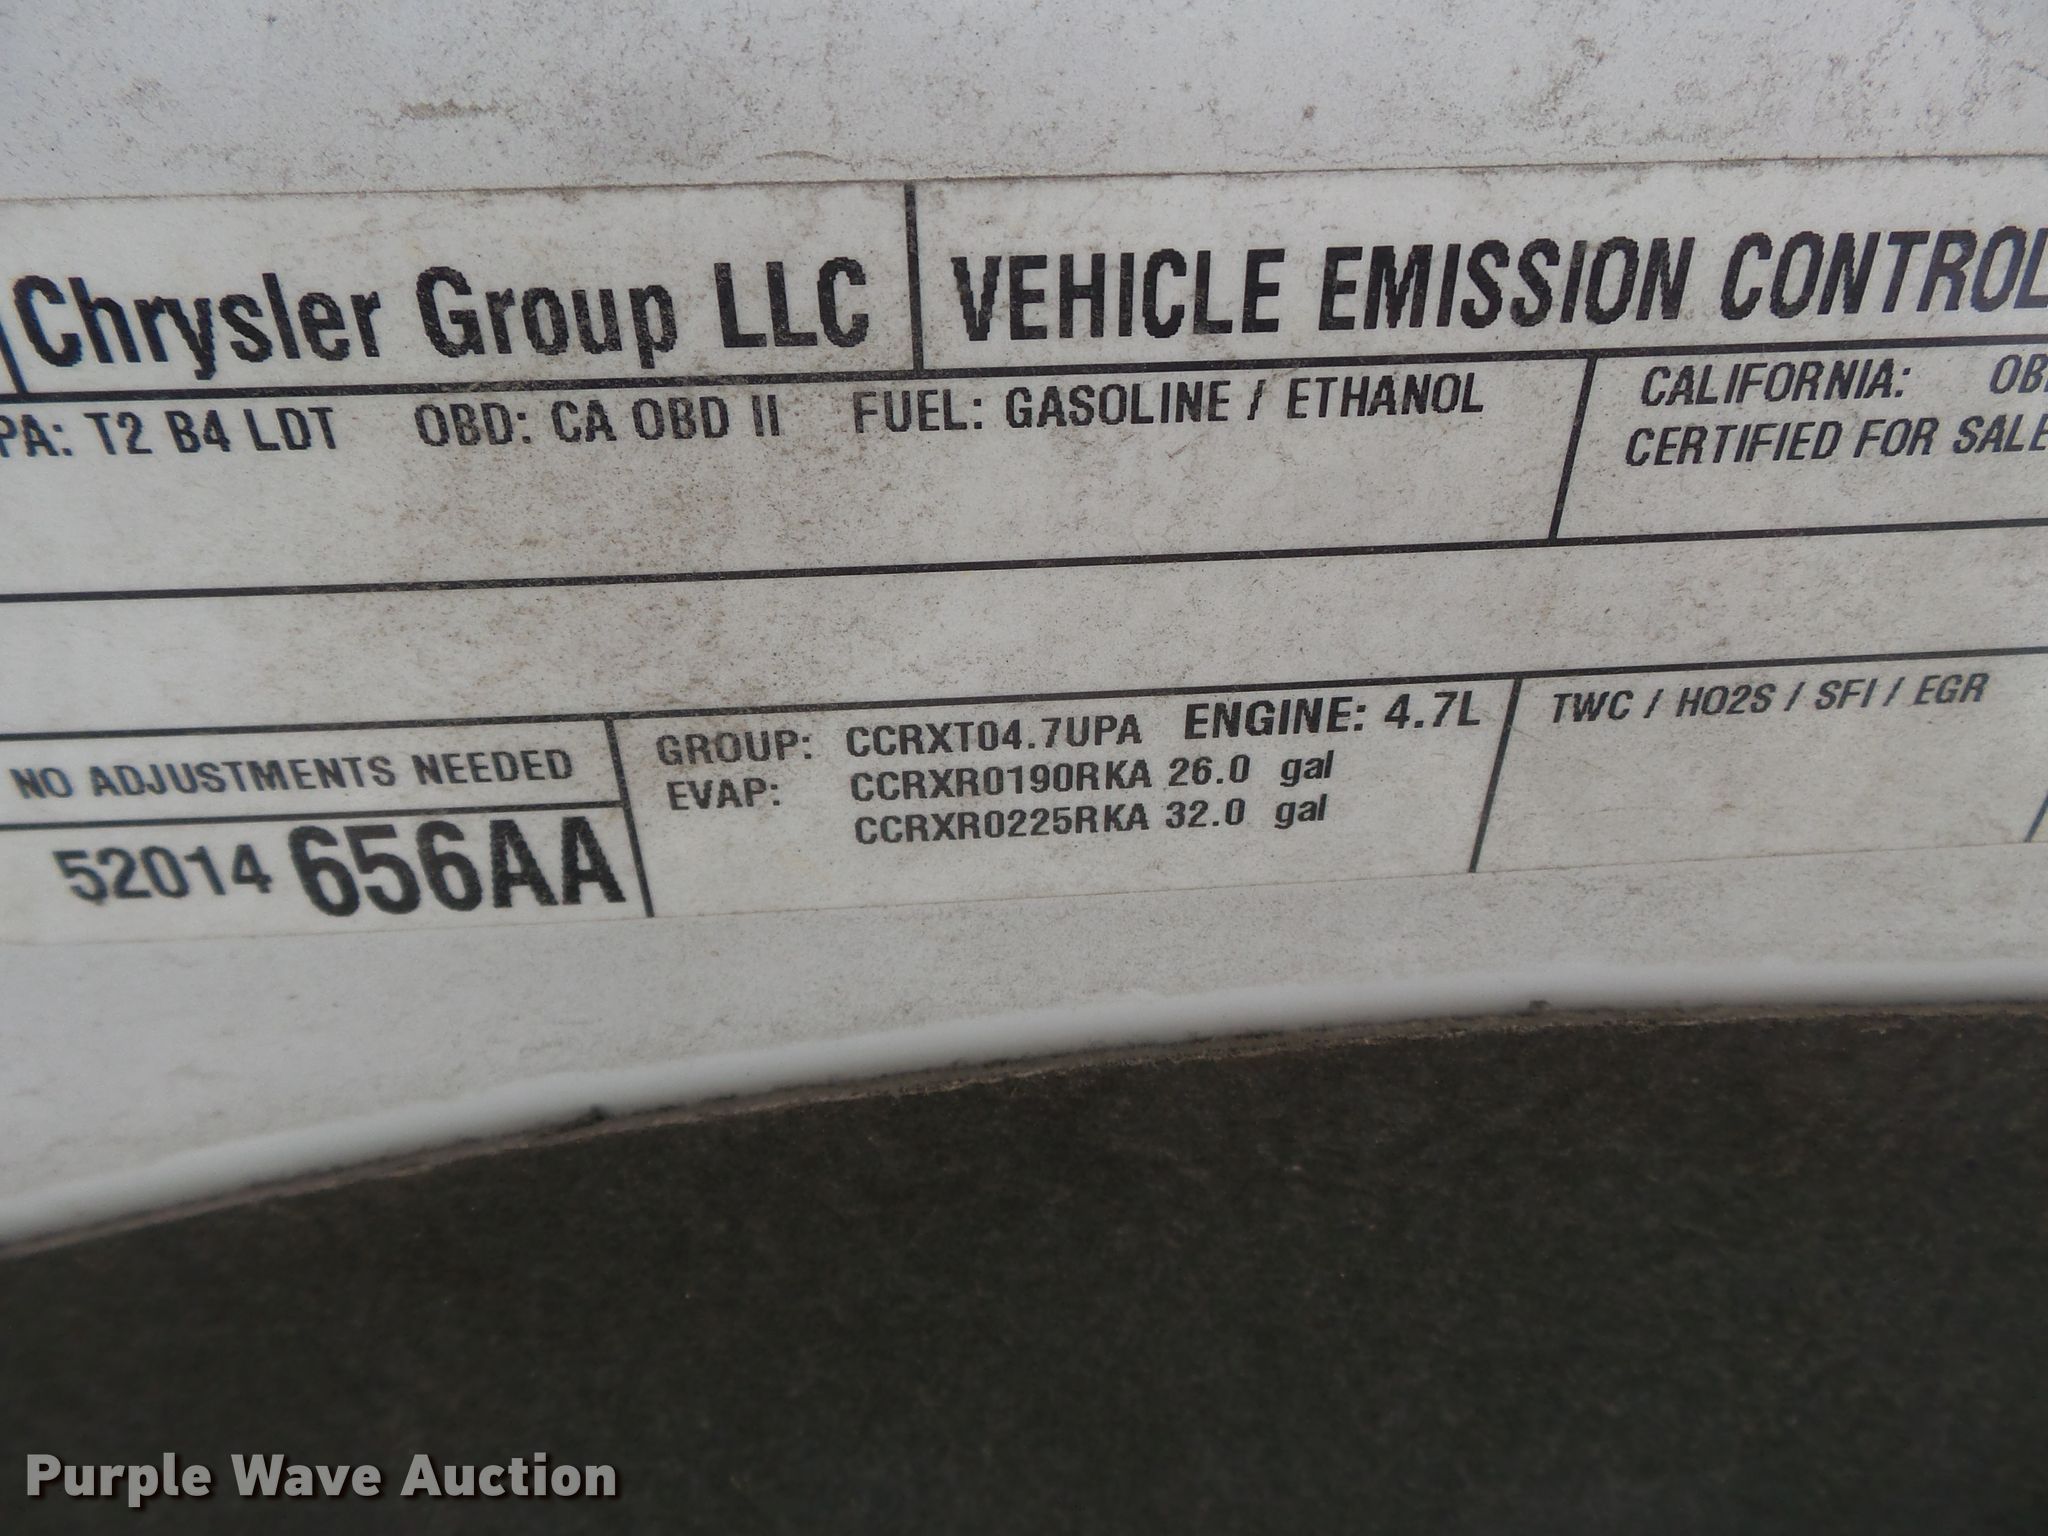 Chrysler Group LLC
VEHICLE EMISSION CONTROL
PA: T2 B4 LDT OBD: CA OBD II FUEL: GASOLINE / ETHANOL
CALIFORNIA: OB
CERTIFIED FOR SALE
NO ADJUSTMENTS NEEDED
52014 656AA
GROUP: CCRXT04.7UPA ENGINE: 4.7L
EVAP: CCRXR0190RKA 26.0 gal
CCRXR0225RKA 32.0 gal
TWC / HO2S / SFI / EGR
Purple Wave Auction